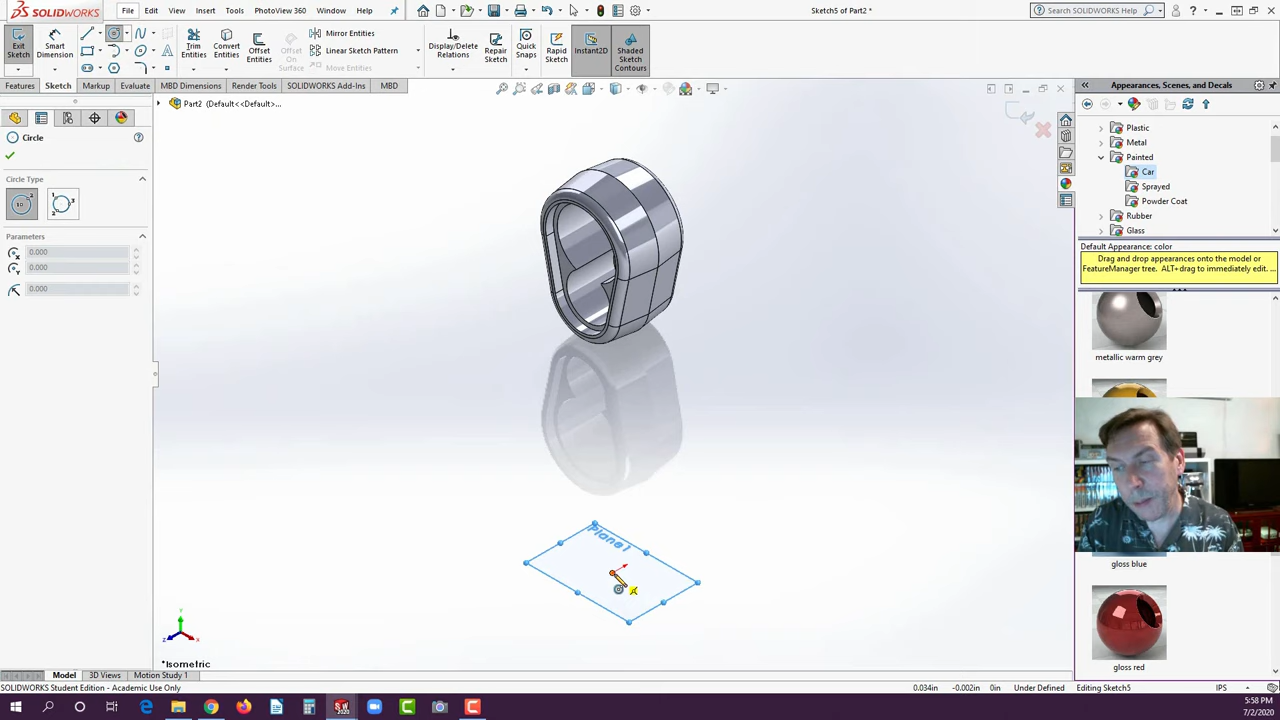 SOLIDWORKS
File Edit View Insert Tools PhotoView 360 Window Help
Sketch5 of Part2 *
Search SOLIDWORKS Help
Exit Sketch
Smart Dimension
Trim Entities
Convert Entities
Offset Entities
Offset On Surface
Mirror Entities
Linear Sketch Pattern
Move Entities
Display/Delete Relations
Repair Sketch
Quick Snaps
Rapid Sketch
Instant2D
Shaded Sketch Contours
Features Sketch Markup Evaluate MBD Dimensions Render Tools SOLIDWORKS Add-Ins MBD
Appearances, Scenes, and Decals
Part2 (Default<<Default>...
Circle
Circle Type
Parameters
0.000
0.000
0.000
Plastic
Metal
Painted
Car
Sprayed
Powder Coat
Rubber
Glass
Default Appearance: color
Drag and drop appearances onto the model or
FeatureManager tree. ALT+drag to immediately edit. ...
metallic warm grey
gloss blue
gloss red
Plane1
*Isometric
Model 3D Views Motion Study 1
SOLIDWORKS Student Edition - Academic Use Only
0.034in -0.002in 0in Under Defined Editing Sketch5 IPS
5:58 PM
7/2/2020